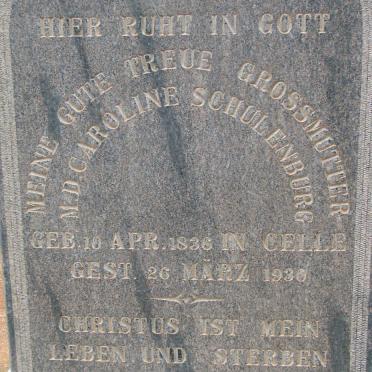 HIER RUHT IN GOTT
MEINE GUTE TREUE GROSSMUTTER
M.D. CAROLINE SCHULENBURG
GEB. 10 APR. 1836 IN CELLE
GEST. 26 MÄRZ 1930
CHRISTUS IST MEIN
LEBEN UND STERBEN